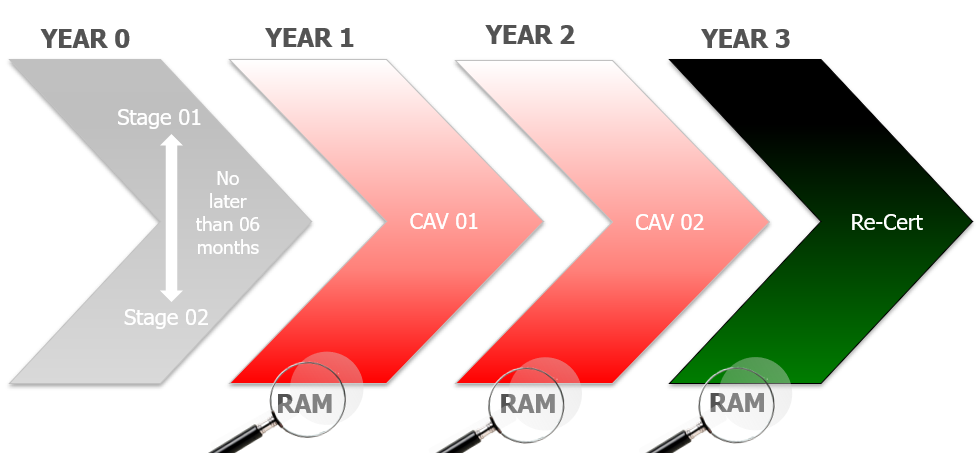 YEAR 0
YEAR 1
YEAR 2
YEAR 3
Stage 01
No
later
than 06
months
Stage 02
CAV 01
CAV 02
Re-Cert
RAM
RAM
RAM